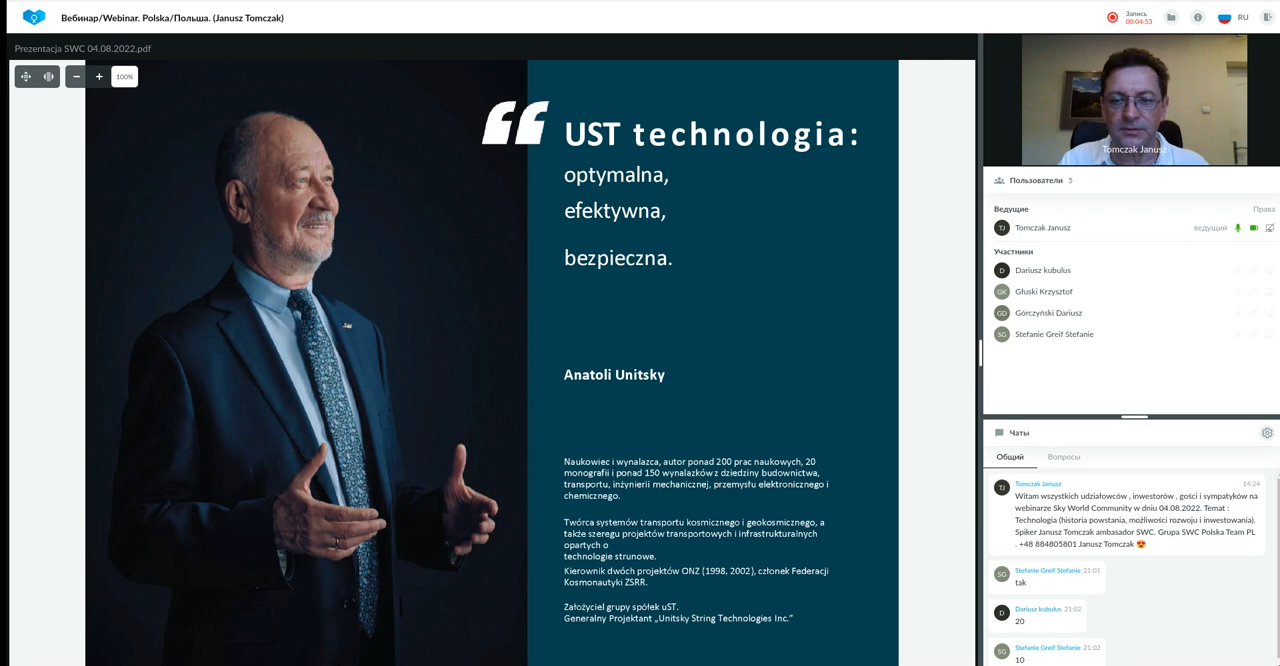 Вебинар/Webinar. Polska/Польша. (Janusz Tomczak)
Запись
00:04:53
RU
Prezentacja SWC 04.08.2022.pdf
100%
“ UST technologia:
optymalna,
efektywna,
bezpieczna.
Anatoli Unitsky
Naukowiec i wynalazca, autor ponad 200 prac naukowych, 20
monografii i ponad 150 wynalazków z dziedziny budownictwa,
transportu, inżynierii mechanicznej, przemysłu elektronicznego i
chemicznego.
Twórca systemów transportu kosmicznego i geokosmicznego, a
także szeregu projektów transportowych i infrastrukturalnych
opartych o
technologie strunowe.
Kierownik dwóch projektów ONZ (1998, 2002), członek Federacji
Kosmonautyki ZSRR.
Założyciel grupy spółek uST.
Generalny Projektant „Unitsky String Technologies Inc.”
Tomczak Janusz
Пользователи 5
Ведущие Права
TJ Tomczak Janusz ведущий
Участники
D Dariusz kubulus
GK Głuski Krzysztof
GD Górczyński Dariusz
SG Stefanie Greif Stefanie
Чаты
Общий Вопросы
TJ Tomczak Janusz 14:24
Witam wszystkich udziałowców , inwestorów , gości i sympatyków na
webinarze Sky World Community w dniu 04.08.2022. Temat :
Technologia (historia powstania, możliwości rozwoju i inwestowania).
Spiker Janusz Tomczak ambasador SWC. Grupa SWC Polska Team PL
. +48 884805801 Janusz Tomczak 😍
SG Stefanie Greif Stefanie 21:01
tak
D Dariusz kubulus 21:02
20
SG Stefanie Greif Stefanie 21:02
10